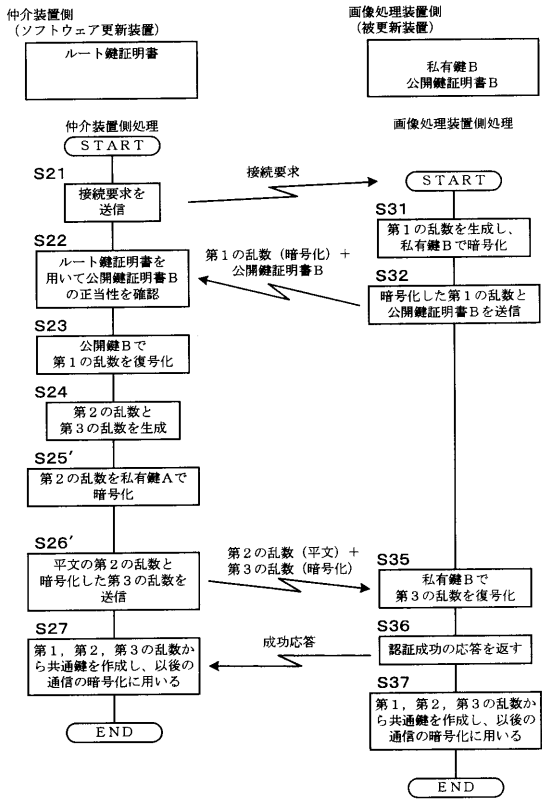 仲介装置側
（ソフトウェア更新装置）
画像処理装置側
（被更新装置）
ルート鍵証明書
私有鍵Ｂ
公開鍵証明書Ｂ
仲介装置側処理
画像処理装置側処理
ＳＴＡＲＴ
S21
接続要求を
送信
接続要求
ＳＴＡＲＴ
S31
第１の乱数を生成し、
私有鍵Ｂで暗号化
S22
ルート鍵証明書を
用いて公開鍵証明書Ｂ
の正当性を確認
第１の乱数（暗号化）＋
公開鍵証明書Ｂ
S32
暗号化した第１の乱数と
公開鍵証明書Ｂを送信
S23
公開鍵Ｂで
第１の乱数を復号化
S24
第２の乱数と
第３の乱数を生成
S25′
第２の乱数を私有鍵Ａで
暗号化
S26′
平文の第２の乱数と
暗号化した第３の乱数を
送信
第２の乱数（平文）＋
第３の乱数（暗号化）
S35
私有鍵Ｂで
第３の乱数を復号化
S27
第１，第２，第３の乱数か
ら共通鍵を作成し、以後の
通信の暗号化に用いる
成功応答
S36
認証成功の応答を返す
S37
第１，第２，第３の乱数か
ら共通鍵を作成し、以後の
通信の暗号化に用いる
ＥＮＤ
ＥＮＤ